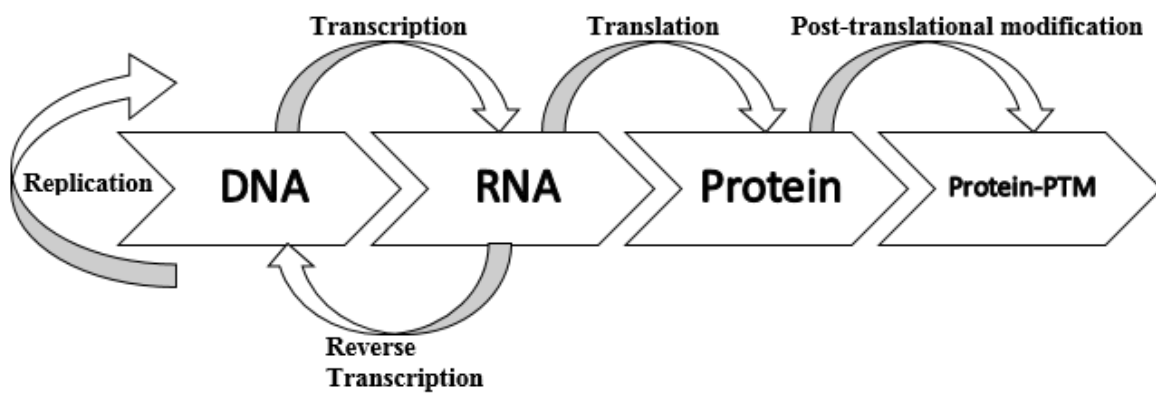 Transcription
Translation
Post-translational modification
Replication
DNA
RNA
Protein
Protein-PTM
Reverse
Transcription